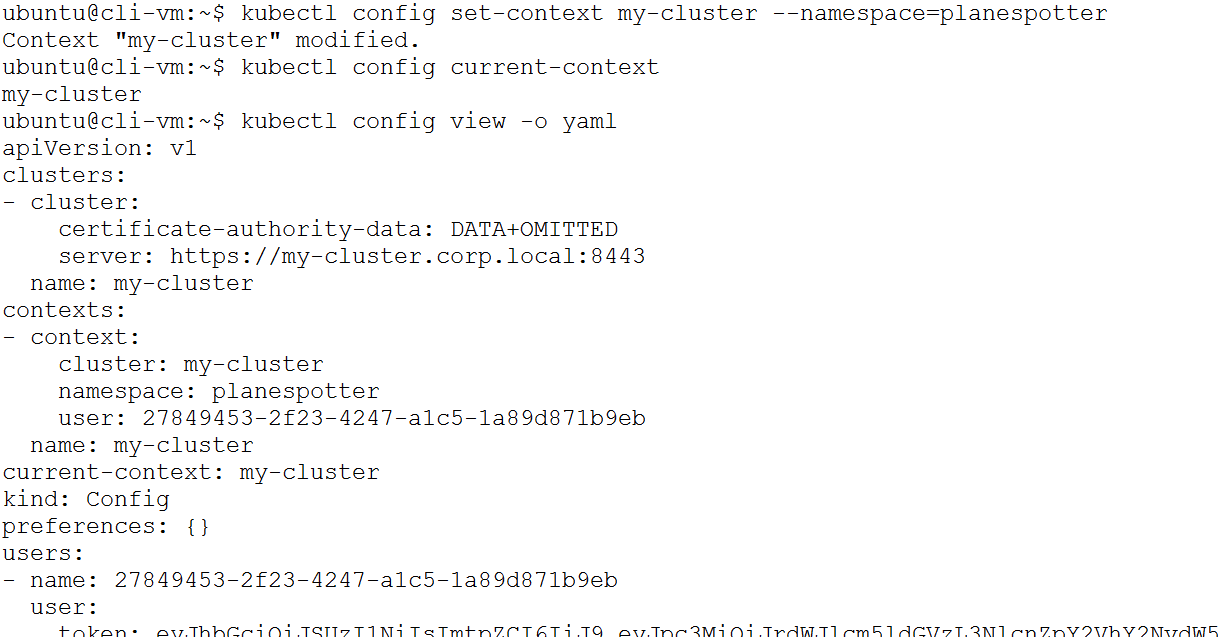 ubuntu@cli-vm:~$ kubectl config set-context my-cluster --namespace=planespotter
Context "my-cluster" modified.
ubuntu@cli-vm:~$ kubectl config current-context
my-cluster
ubuntu@cli-vm:~$ kubectl config view -o yaml
apiVersion: v1
clusters:
- cluster:
    certificate-authority-data: DATA+OMITTED
    server: https://my-cluster.corp.local:8443
  name: my-cluster
contexts:
- context:
    cluster: my-cluster
    namespace: planespotter
    user: 27849453-2f23-4247-a1c5-1a89d871b9eb
  name: my-cluster
current-context: my-cluster
kind: Config
preferences: {}
users:
- name: 27849453-2f23-4247-a1c5-1a89d871b9eb
  user:
    token: